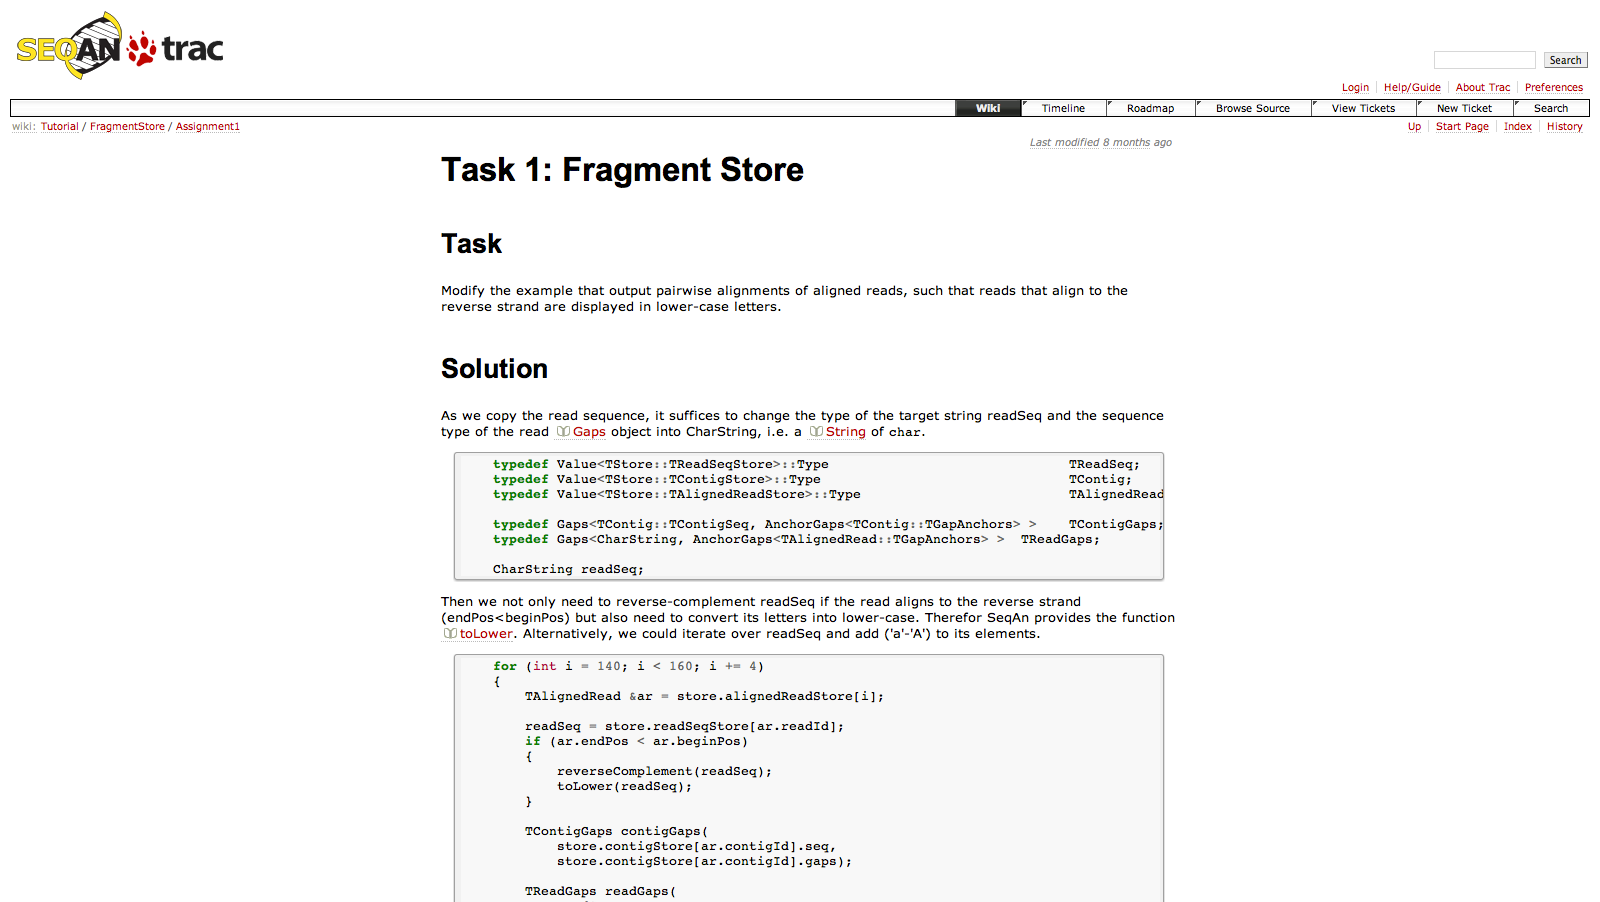 SEQAN trac
Search
Login Help/Guide About Trac Preferences
Wiki Timeline Roadmap Browse Source View Tickets New Ticket Search
wiki: Tutorial / FragmentStore / Assignment1
Up Start Page Index History
Last modified 8 months ago
Task 1: Fragment Store
Task
Modify the example that output pairwise alignments of aligned reads, such that reads that align to the
reverse strand are displayed in lower-case letters.
Solution
As we copy the read sequence, it suffices to change the type of the target string readSeq and the sequence
type of the read Gaps object into CharString, i.e. a String of char.
typedef Value<TStore::TReadSeqStore>::Type TReadSeq;
typedef Value<TStore::TContigStore>::Type TContig;
typedef Value<TStore::TAlignedReadStore>::Type TAlignedRead
typedef Gaps<TContig::TContigSeq, AnchorGaps<TContig::TGapAnchors> > TContigGaps;
typedef Gaps<CharString, AnchorGaps<TAlignedRead::TGapAnchors> > TReadGaps;
CharString readSeq;
Then we not only need to reverse-complement readSeq if the read aligns to the reverse strand
(endPos<beginPos) but also need to convert its letters into lower-case. Therefor SeqAn provides the function
toLower. Alternatively, we could iterate over readSeq and add ('a'-'A') to its elements.
for (int i = 140; i < 160; i += 4)
{
TAlignedRead &ar = store.alignedReadStore[i];
readSeq = store.readSeqStore[ar.readId];
if (ar.endPos < ar.beginPos)
{
reverseComplement(readSeq);
toLower(readSeq);
}
TContigGaps contigGaps(
store.contigStore[ar.contigId].seq,
store.contigStore[ar.contigId].gaps);
TReadGaps readGaps(